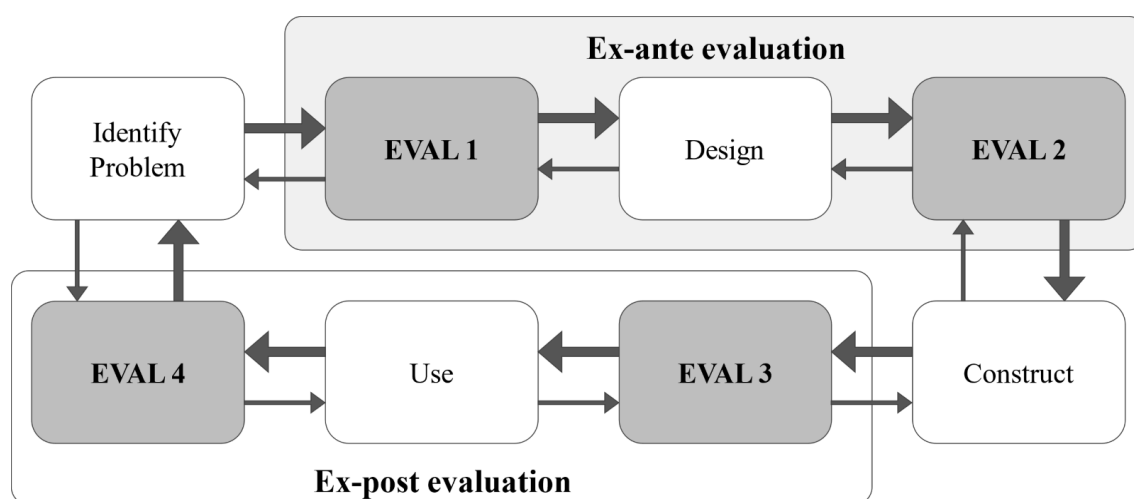 Ex-ante evaluation
Identify
Problem
EVAL 1
Design
EVAL 2
EVAL 4
Use
EVAL 3
Construct
Ex-post evaluation